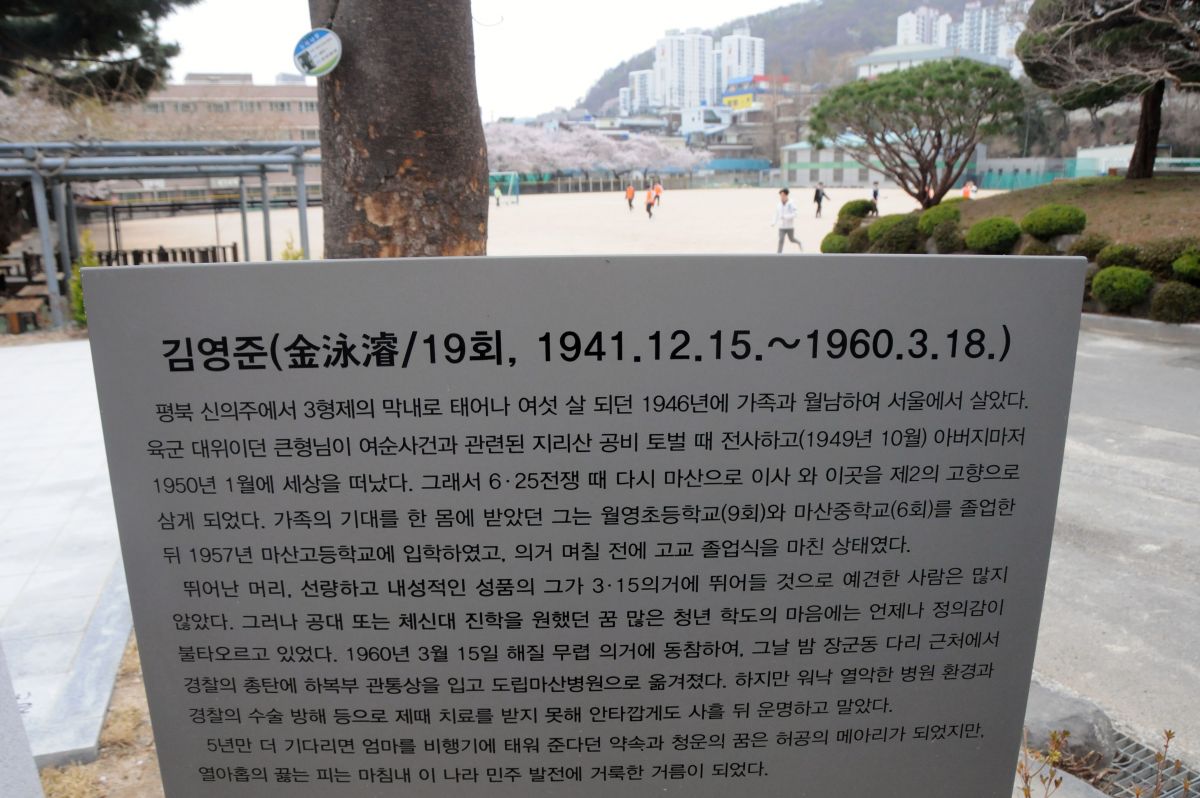 김영준(金泳濬/19회, 1941.12.15.～1960.3.18.)
평북 신의주에서 3형제의 막내로 태어나 여섯 살 되던 1946년에 가족과 월남하여 서울에서 살았다.
육군 대위이던 큰형님이 여순사건과 관련된 지리산 공비 토벌 때 전사하고(1949년 10월) 아버지마저
1950년 1월에 세상을 떠났다. 그래서 6·25전쟁 때 다시 마산으로 이사 와 이곳을 제2의 고향으로
삼게 되었다. 가족의 기대를 한 몸에 받았던 그는 월영초등학교(9회)와 마산중학교(6회)를 졸업한
뒤 1957년 마산고등학교에 입학하였고, 의거 며칠 전에 고교 졸업식을 마친 상태였다.
뛰어난 머리, 선량하고 내성적인 성품의 그가 3·15의거에 뛰어들 것으로 예견한 사람은 많지
않았다. 그러나 공대 또는 체신대 진학을 원했던 꿈 많은 청년 학도의 마음에는 언제나 정의감이
불타오르고 있었다. 1960년 3월 15일 해질 무렵 의거에 동참하여, 그날 밤 장군동 다리 근처에서
경찰의 총탄에 하복부 관통상을 입고 도립마산병원으로 옮겨졌다. 하지만 워낙 열악한 병원 환경과
경찰의 수술 방해 등으로 제때 치료를 받지 못해 안타깝게도 사흘 뒤 운명하고 말았다.
5년만 더 기다리면 엄마를 비행기에 태워 준다던 약속과 청운의 꿈은 허공의 메아리가 되었지만,
열아홉의 끓는 피는 마침내 이 나라 민주 발전에 거룩한 거름이 되었다.